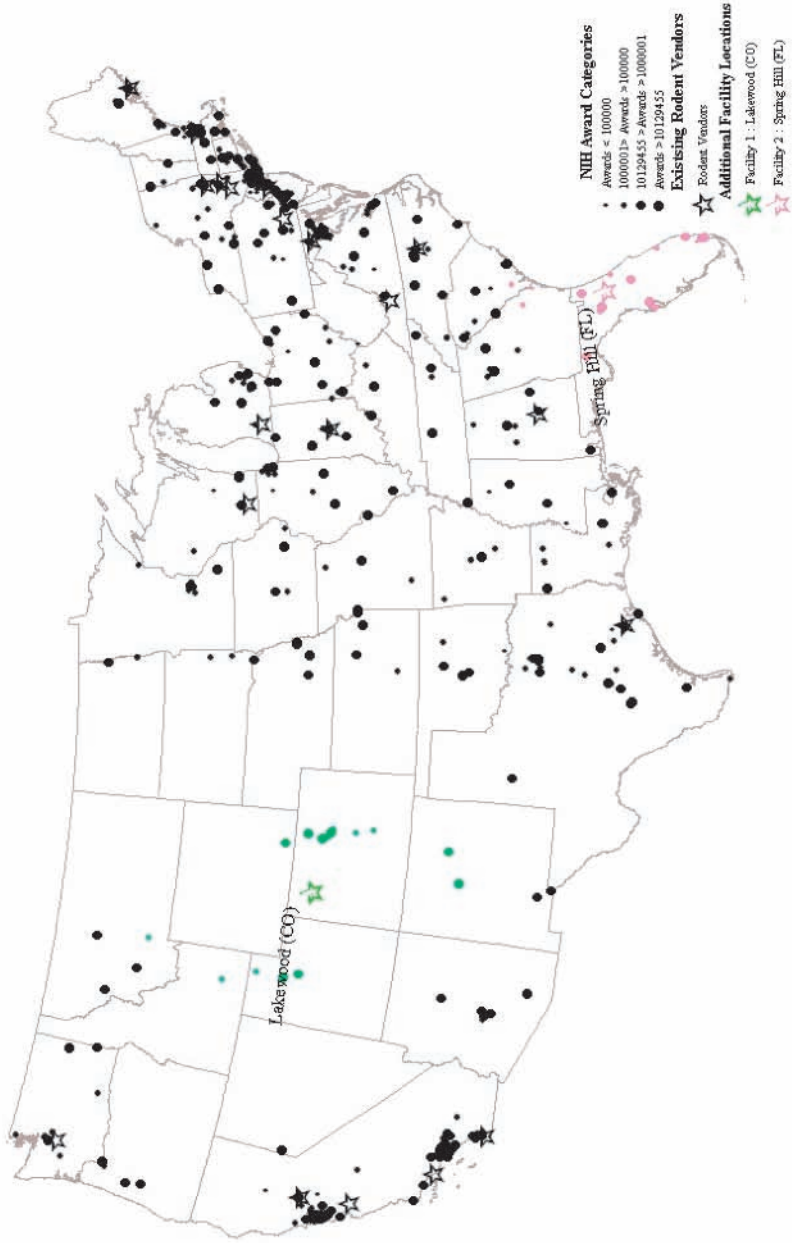 NIH Award Categories
Awards < 100000
1000001> Awards >100000
10129455 >Awards >1000001
Awards >10129455
Existsing Rodent Vendors
Rodent Vendors
Additional Facility Locations
Facility 1 : Lakewood (CO)
Facility 2 : Spring Hill (FL)
Lakewood (CO)
Spring Hill (FL)